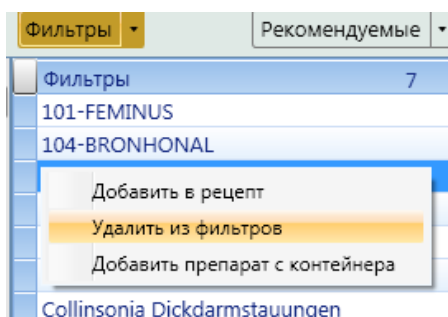 Фильтры Рекомендуемые
Фильтры 7
101-FEMINUS
104-BRONHONAL
Добавить в рецепт
Удалить из фильтров
Добавить препарат с контейнера
Collinsonia Dickdarmstauungen